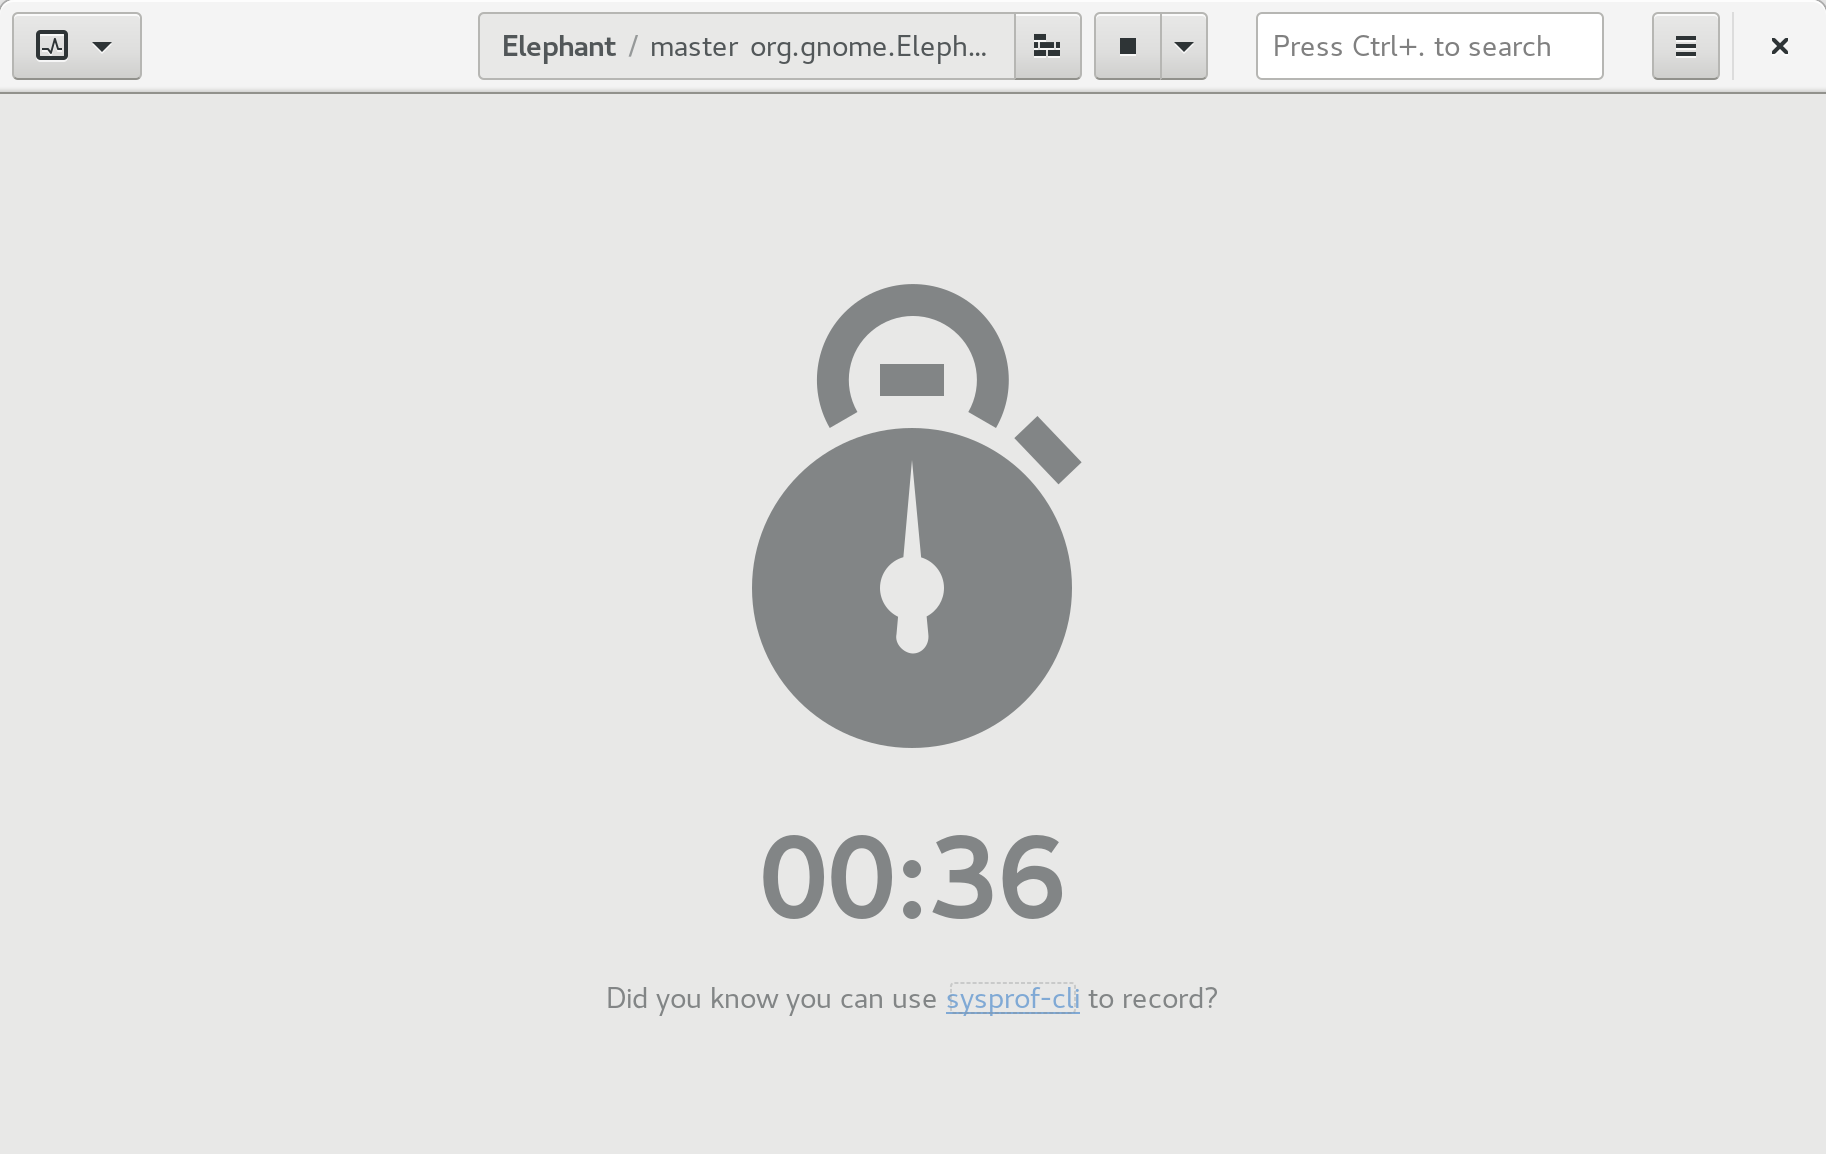 Elephant / master org.gnome.Eleph... Press Ctrl+. to search
00:36
Did you know you can use sysprof-cli to record?